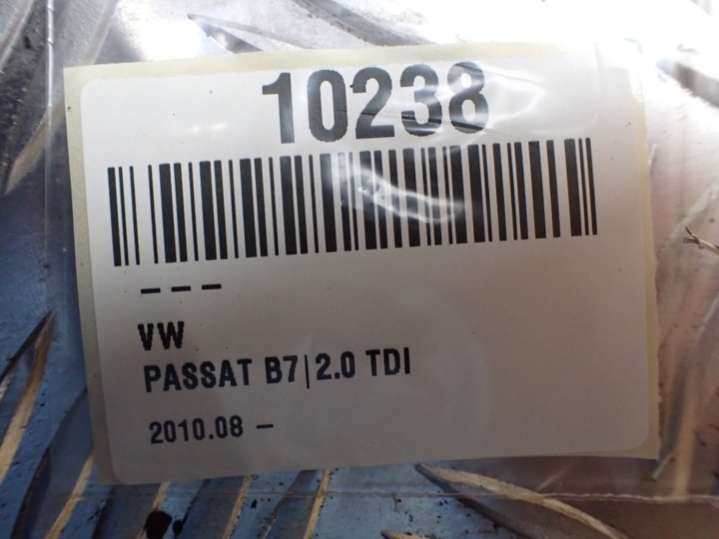 10238
---
VW
PASSAT B7|2.0 TDI
2010.08 –